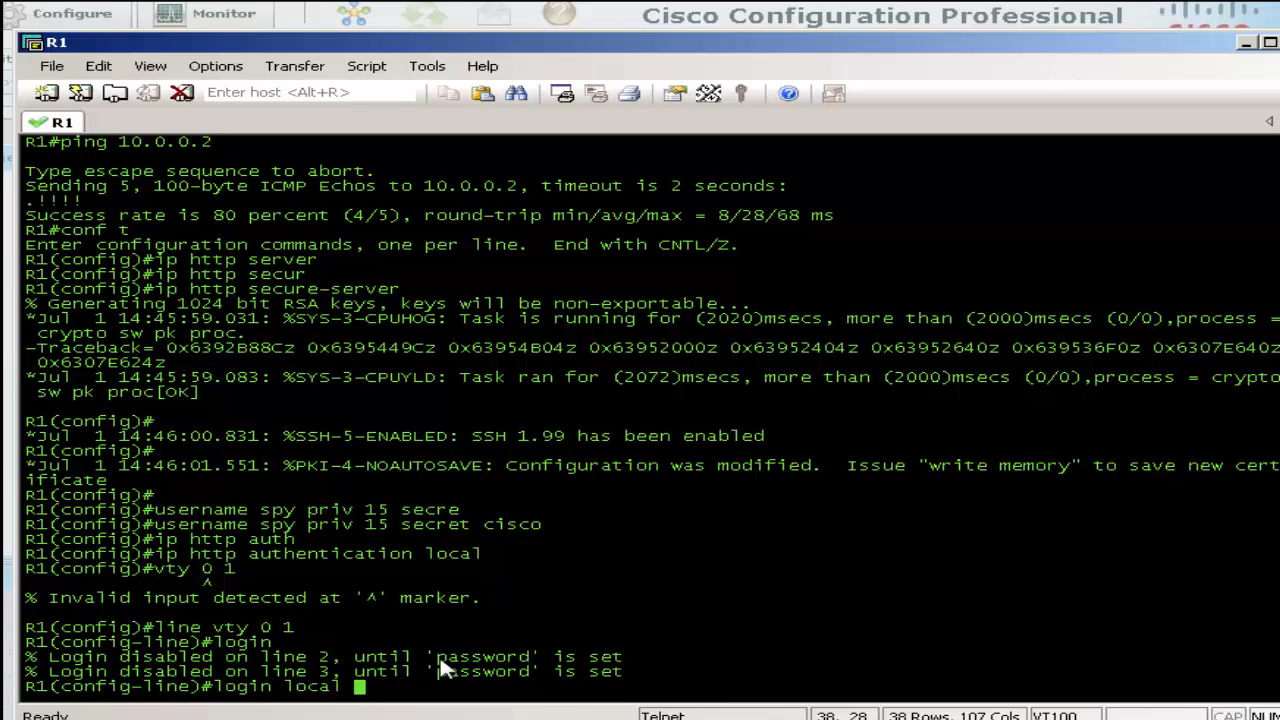 Configure
Monitor
Cisco Configuration Professional
CISCO
R1
File Edit View Options Transfer Script Tools Help
Enter host <Alt+R>
R1
R1#ping 10.0.0.2
Type escape sequence to abort.
Sending 5, 100-byte ICMP Echos to 10.0.0.2, timeout is 2 seconds:
.!!!!
Success rate is 80 percent (4/5), round-trip min/avg/max = 8/28/68 ms
R1#conf t
Enter configuration commands, one per line.  End with CNTL/Z.
R1(config)#ip http server
R1(config)#ip http secur
R1(config)#ip http secure-server
% Generating 1024 bit RSA keys, keys will be non-exportable...
*Jul  1 14:45:59.031: %SYS-3-CPUHOG: Task is running for (2020)msecs, more than (2000)msecs (0/0),process =
crypto sw pk proc.
-Traceback= 0x6392B88Cz 0x6395449Cz 0x63954B04z 0x63952000z 0x63952404z 0x63952640z 0x639536F0z 0x6307E640z
0x6307E624z
*Jul  1 14:45:59.083: %SYS-3-CPUYLD: Task ran for (2072)msecs, more than (2000)msecs (0/0),process = crypto
sw pk proc[OK]
R1(config)#
*Jul  1 14:46:00.831: %SSH-5-ENABLED: SSH 1.99 has been enabled
R1(config)#
*Jul  1 14:46:01.551: %PKI-4-NOAUTOSAVE: Configuration was modified.  Issue "write memory" to save new cert
ificate
R1(config)#
R1(config)#username spy priv 15 secre
R1(config)#username spy priv 15 secret cisco
R1(config)#ip http auth
R1(config)#ip http authentication local
R1(config)#vty 0 1
^
% Invalid input detected at '^' marker.
R1(config)#line vty 0 1
R1(config-line)#login
% Login disabled on line 2, until 'password' is set
% Login disabled on line 3, until 'password' is set
R1(config-line)#login local
Ready Telnet 38, 28 38 Rows, 107 Cols VT100 CAP NUM